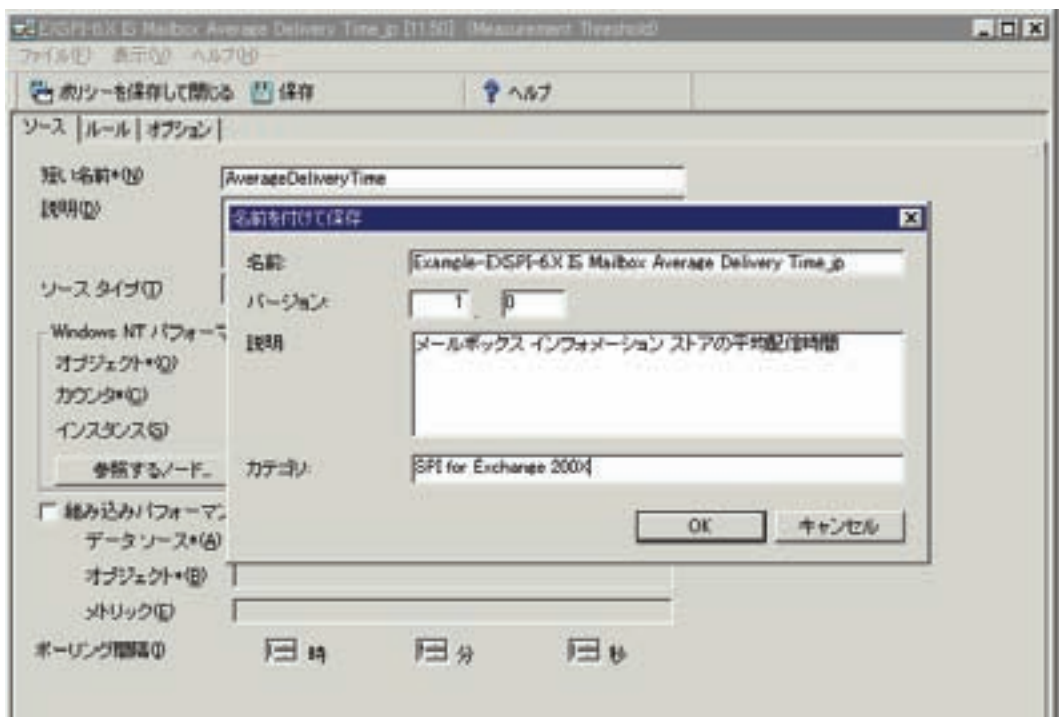 EXSPI-6.X IS Mailbox Average Delivery Time_jp [11.50] (Measurement Threshold)
ファイル(F) 表示(V) ヘルプ(H)
ポリシーを保存して閉じる 保存 ヘルプ
ソース ルール オプション
短い名前*(N) AverageDeliveryTime
説明(D)
名前を付けて保存
名前: Example-EXSPI-6.X IS Mailbox Average Delivery Time_jp
ソース タイプ(T)
バージョン: 1 . 0
Windows NT パフォーマ
説明 メールボックス インフォメーション ストアの平均配信時間
オブジェクト*(O)
カウンタ*(C)
インスタンス(S)
参照するノード...
カテゴリ: SPI for Exchange 200X
組み込みパフォーマン
OK キャンセル
データ ソース*(A)
オブジェクト*(B)
メトリック(E)
ポーリング間隔(I) 時 分 秒